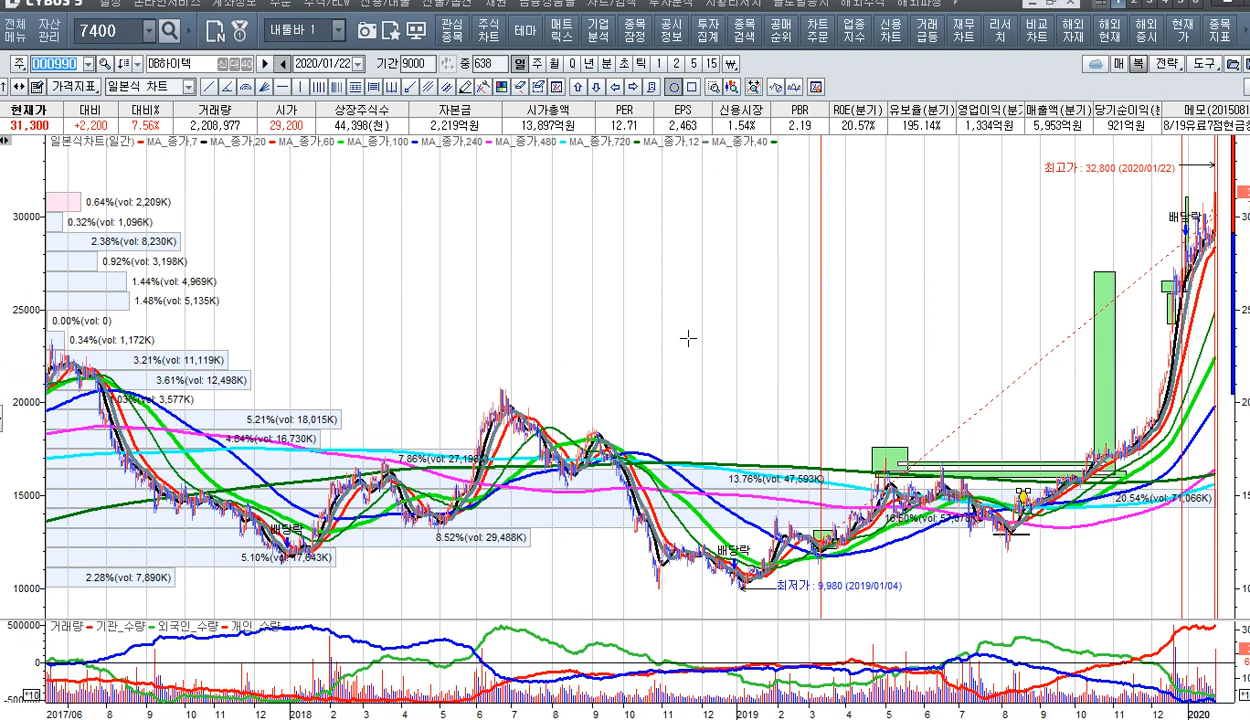 CYBOS 5
전체 메뉴 자산 관리 7400 내툴바 1 관심 종목 주식 차트 테마 매트 릭스 기업 분석 종목 잠정 공시 정보 투자 집계 종목 검색 공매 순위 차트 주문 업종 지수 신용 차트 거래 급등 재무 차트 리서 치 비교 차트 해외 자재 해외 현재 해외 증시 현재 가 종목 지표
주 000990 DB하이텍 신 대 40 2020/01/22 기간 9000 중 638 일 주 월 Q 년 분 초 틱 1 2 3 5 15 매 복 전략 도구
가격지표 일본식 차트
현재가 대비 대비% 거래량 시가 상장주식수 자본금 시가총액 PER EPS 신용시장 PBR ROE(분기) 유보율(분기) 영업이익(분기 매출액(분기) 당기순이익(분 메모(201508
31,300 +2,200 7.56% 2,208,977 29,200 44,398(천) 2,219억원 13,897억원 12.71 2,463 1.54% 2.19 20.57% 195.14% 1,334억원 5,953억원 921억원
일본식차트(일간) MA_종가,7 MA_종가,20 MA_종가,60 MA_종가,100 MA_종가,240 MA_종가,480 MA_종가,720 MA_종가,12 MA_종가,40
최고가 : 32,800 (2020/01/22)
0.64%(vol: 2,209K)
30000
배당락
0.32%(vol: 1,096K)
2.38%(vol: 8,230K)
0.92%(vol: 3,198K)
1.44%(vol: 4,969K)
1.48%(vol: 5,135K)
25000
0.00%(vol: 0)
0.34%(vol: 1,172K)
3.21%(vol: 11,119K)
3.61%(vol: 12,498K)
20000
5.21%(vol: 18,015K)
4.84%(vol: 16,730K)
13.76%(vol: 47,593K)
15000
20.54%(vol: 71,066K)
배당락
8.52%(vol: 29,488K)
배당락
2.28%(vol: 7,890K)
10000
최저가 : 9,980 (2019/01/04)
500000 거래량 기관_수량 외국인_수량 개인_수량
0
*10
2017/06 8 9 10 11 12 2018 2 3 4 5 6 7 8 9 10 11 12 2019 2 3 4 5 6 7 8 9 10 11 12 2020